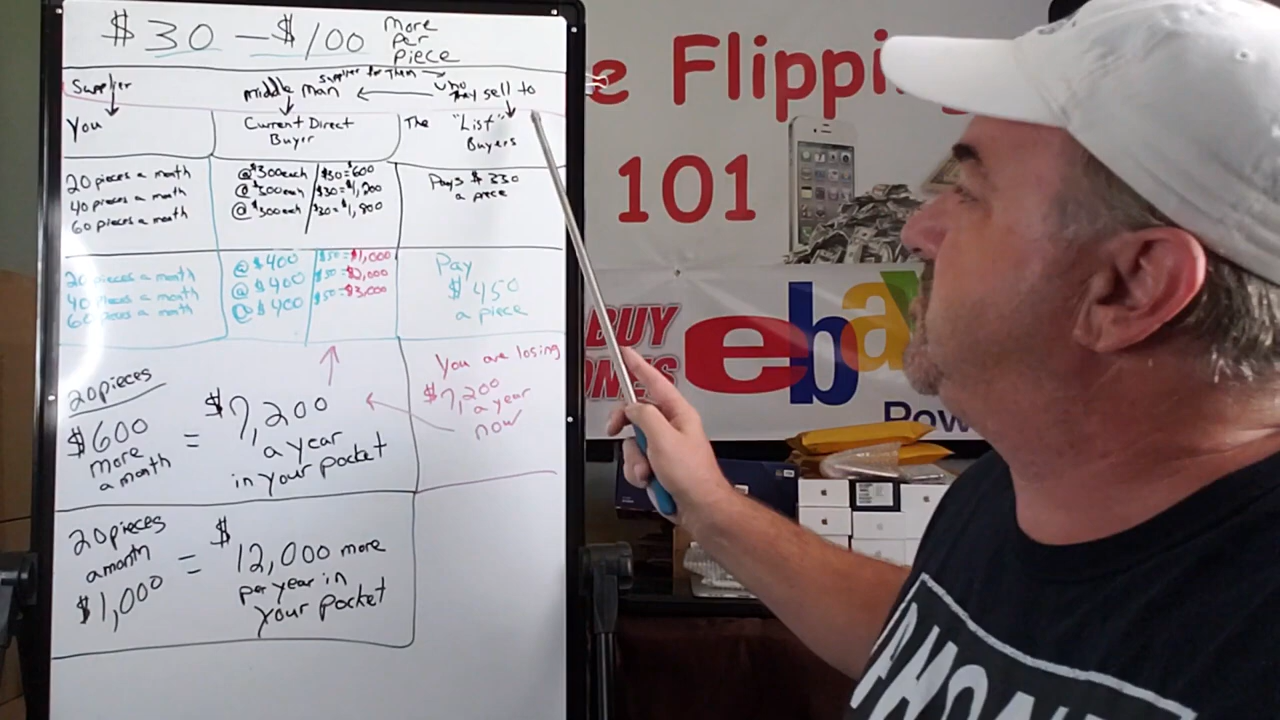 $30 - $100 more per piece
Supplier
middle man
supplier for them
who they sell to
You
Current Direct Buyer
The "List" Buyers
20 pieces a month
40 pieces a month
60 pieces a month
@ $300 each $30 = $600
@ $300 each $30 = $1,200
@ $300 each $30 = $1,800
Pays $330
a piece
20 pieces a month
40 pieces a month
60 pieces a month
@ $400 $50 = $1,000
@ $400 $50 = $2,000
@ $400 $50 = $3,000
Pay
$450
a piece
20 pieces
$600
more
a month
=
$7,200
a year
in your pocket
You are losing
$7,200
a year
now
20 pieces
a month
$1,000
=
$12,000 more
per year in
your pocket
e Flipping
101
BUY
ONES
eba
Pow